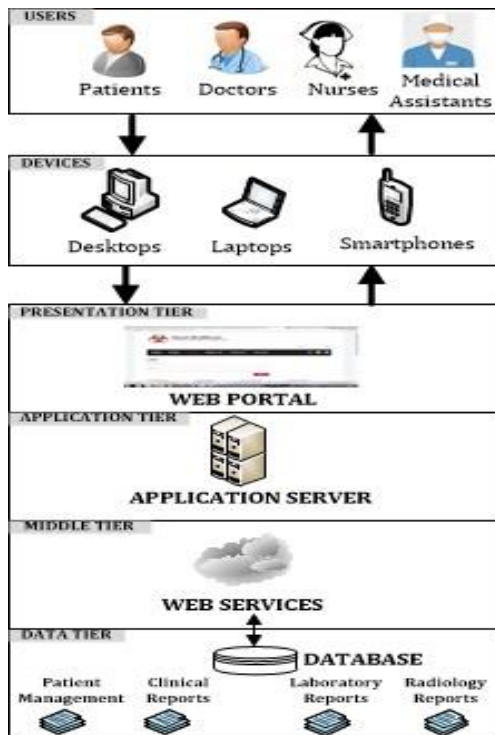 USERS
Patients
Doctors
Nurses
Medical
Assistants
DEVICES
Desktops
Laptops
Smartphones
PRESENTATION TIER
WEB PORTAL
APPLICATION TIER
APPLICATION SERVER
MIDDLE TIER
WEB SERVICES
DATA TIER
DATABASE
Patient
Management
Clinical
Reports
Laboratory
Reports
Radiology
Reports